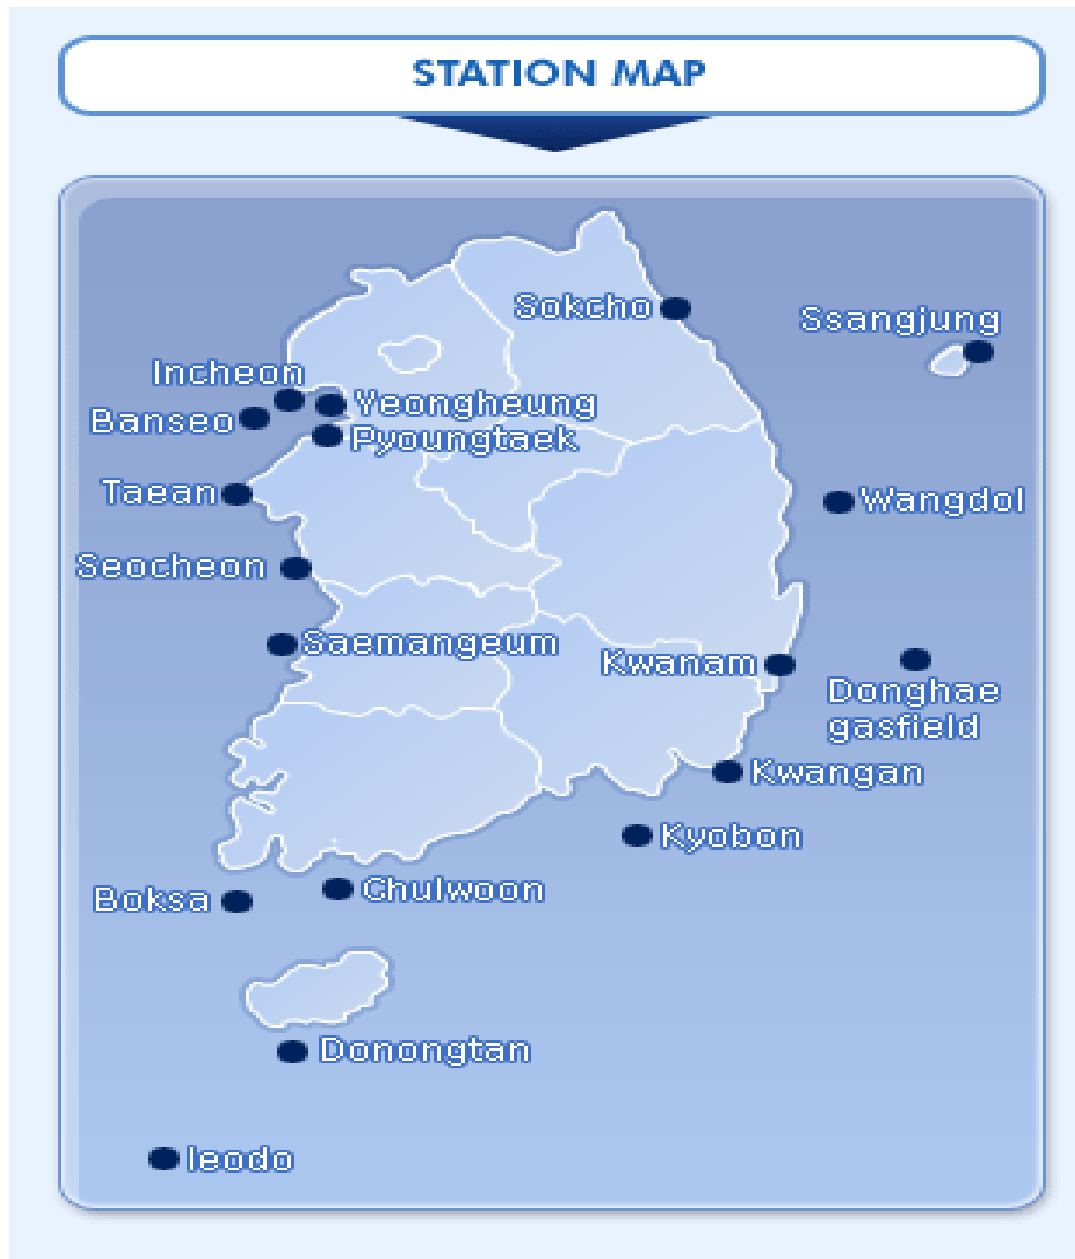 STATION MAP
Sokcho
Ssangjung
Incheon
Yeongheung
Banseo
Pyoungtaek
Taean
Wangdol
Seocheon
Saemangeum
Kwanam
Donghae
gasfield
Kwangan
Kyobon
Chulwoon
Boksa
Donongtan
Ieodo